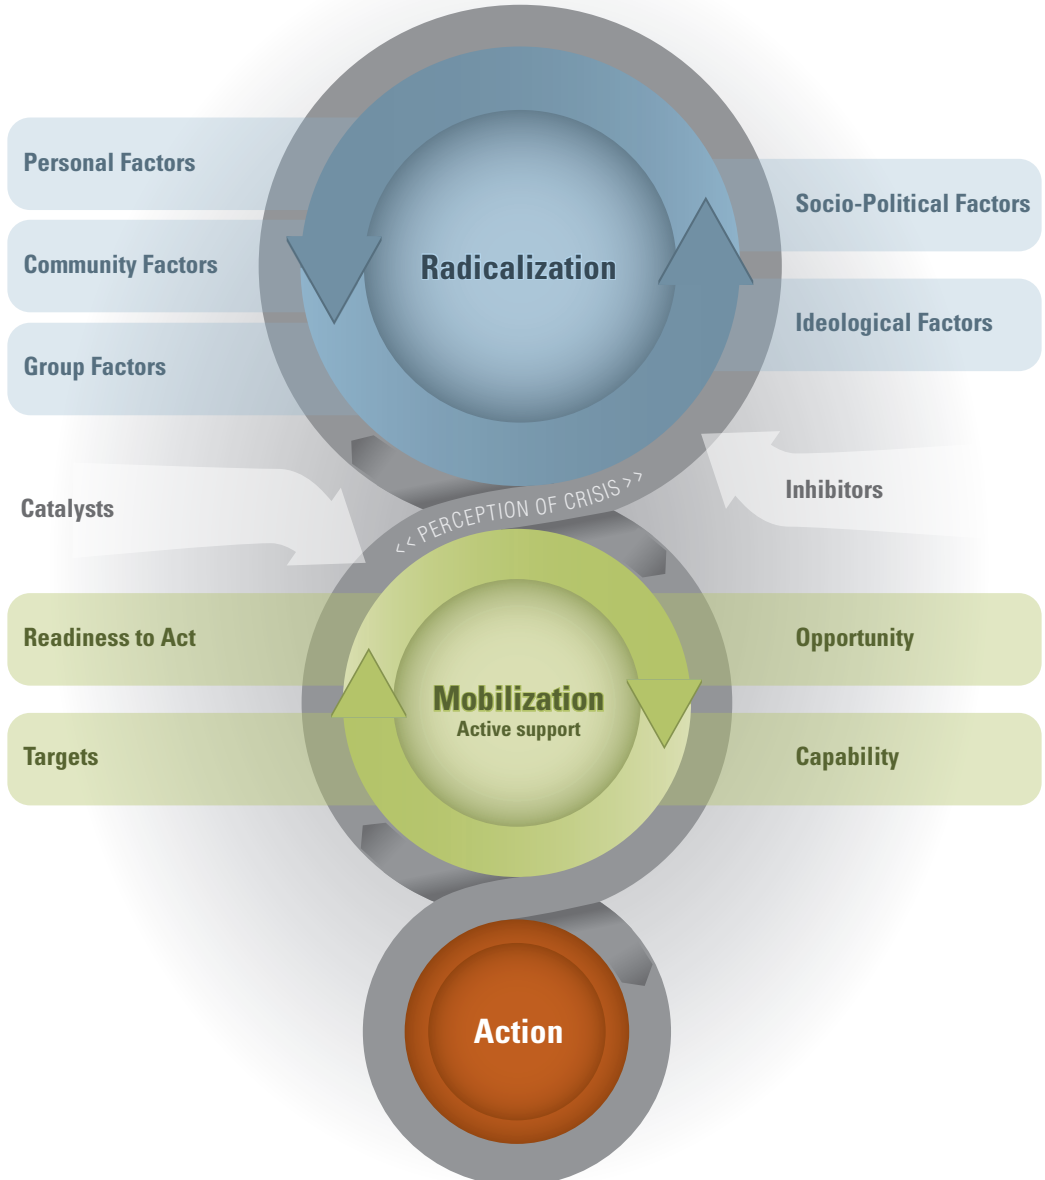 Personal Factors
Socio-Political Factors
Community Factors
Radicalization
Ideological Factors
Group Factors
Catalysts
<< PERCEPTION OF CRISIS >>
Inhibitors
Readiness to Act
Opportunity
Mobilization
Active support
Targets
Capability
Action